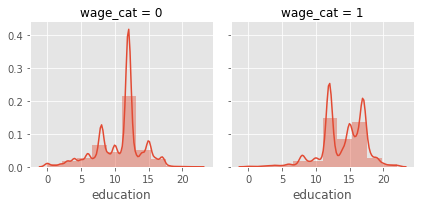 wage_cat = 0
wage_cat = 1
0.4
0.3
0.2
0.1
0.0
0 5 10 15 20
0 5 10 15 20
education
education